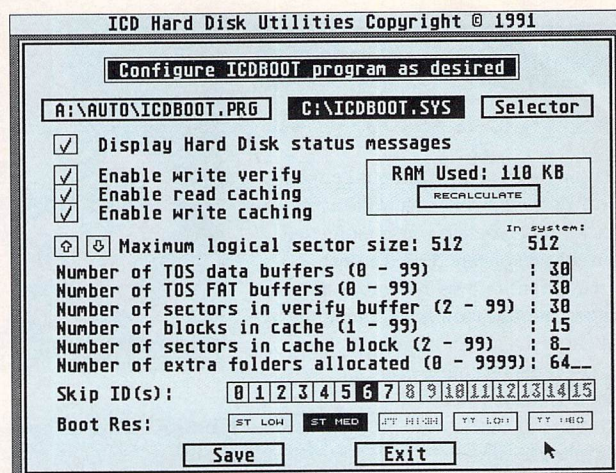 ICD Hard Disk Utilities Copyright © 1991
Configure ICDBOOT program as desired
A:\AUTO\ICDBOOT.PRG C:\ICDBOOT.SYS Selector
√ Display Hard Disk status messages
√ Enable write verify
√ Enable read caching
√ Enable write caching
RAM Used: 110 KB
RECALCULATE
In system:
⇧ ⇩ Maximum logical sector size: 512 512
Number of TOS data buffers (0 - 99) : 30
Number of TOS FAT buffers (0 - 99) : 30
Number of sectors in verify buffer (2 - 99) : 30
Number of blocks in cache (1 - 99) : 15
Number of sectors in cache block (2 - 99) : 8_
Number of extra folders allocated (0 - 9999): 64__
Skip ID(s): 0 1 2 3 4 5 6 7 8 9 10 11 12 13 14 15
Boot Res: ST LOW ST MED ST HIGH TT LOW
Save Exit